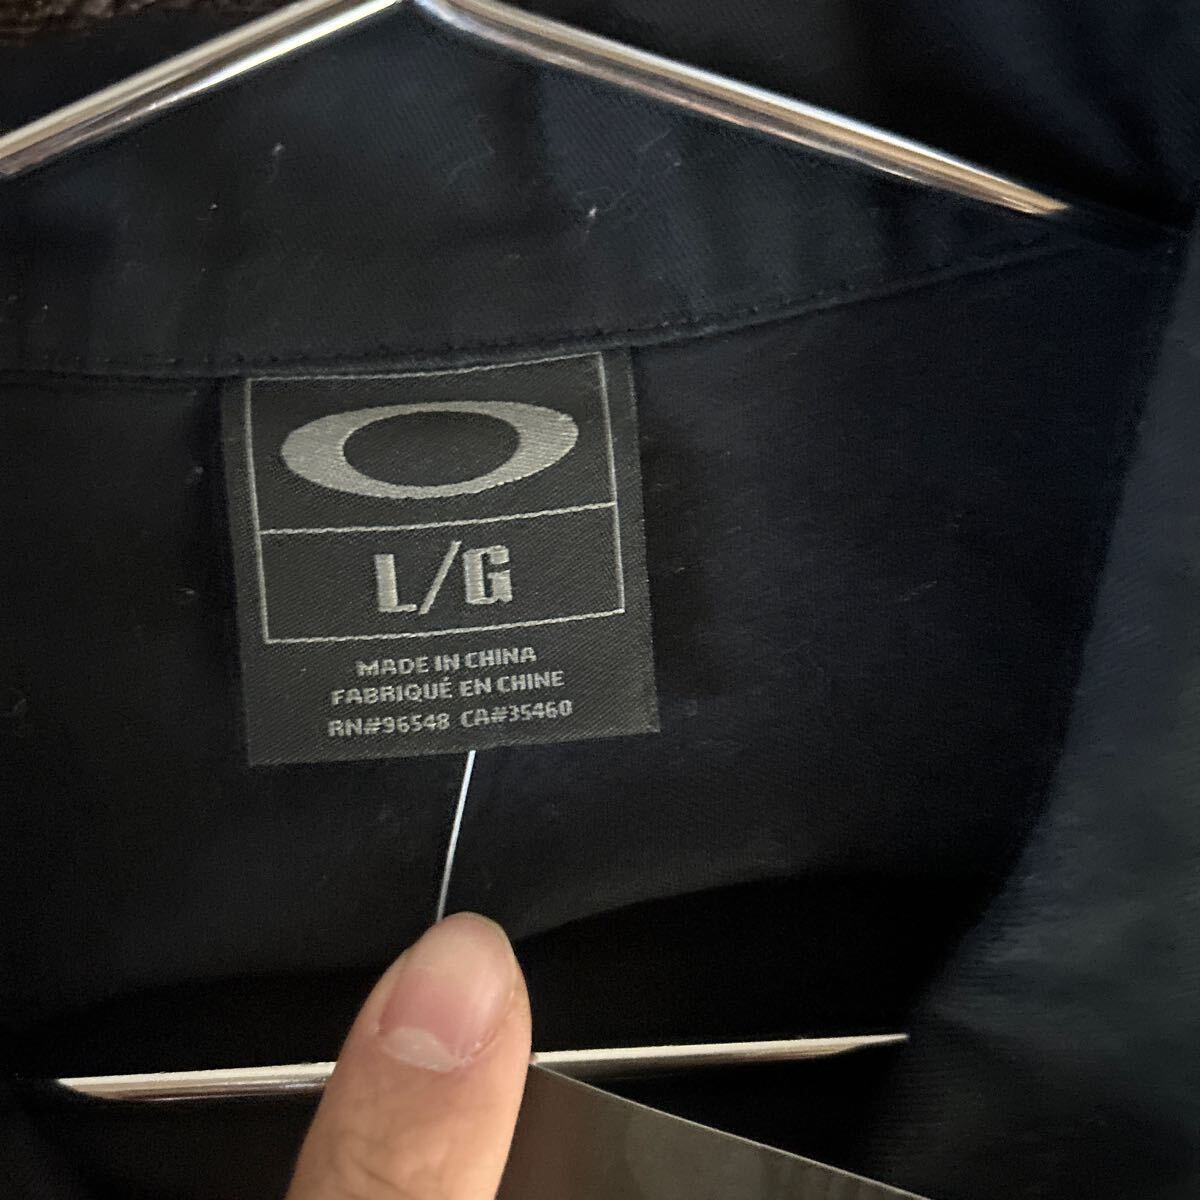 L/G
MADE IN CHINA
FABRIQUÉ EN CHINE
RN#96548 CA#35460